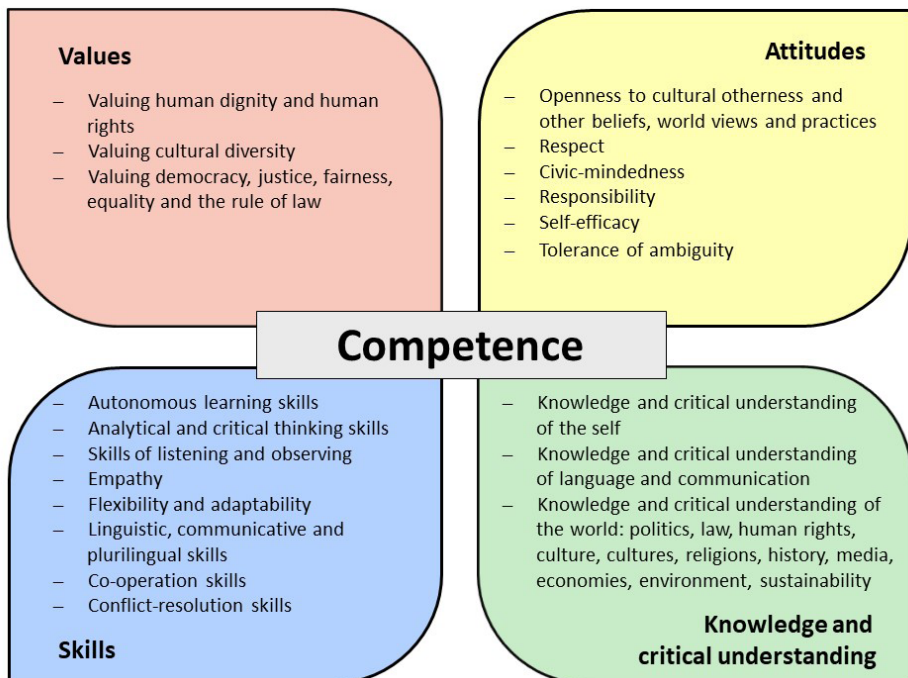 Values
– Valuing human dignity and human
rights
– Valuing cultural diversity
– Valuing democracy, justice, fairness,
equality and the rule of law
Attitudes
– Openness to cultural otherness and
other beliefs, world views and practices
– Respect
– Civic-mindedness
– Responsibility
– Self-efficacy
– Tolerance of ambiguity
Competence
– Autonomous learning skills
– Analytical and critical thinking skills
– Skills of listening and observing
– Empathy
– Flexibility and adaptability
– Linguistic, communicative and
plurilingual skills
– Co-operation skills
– Conflict-resolution skills
Skills
– Knowledge and critical understanding
of the self
– Knowledge and critical understanding
of language and communication
– Knowledge and critical understanding of
the world: politics, law, human rights,
culture, cultures, religions, history, media,
economies, environment, sustainability
Knowledge and
critical understanding